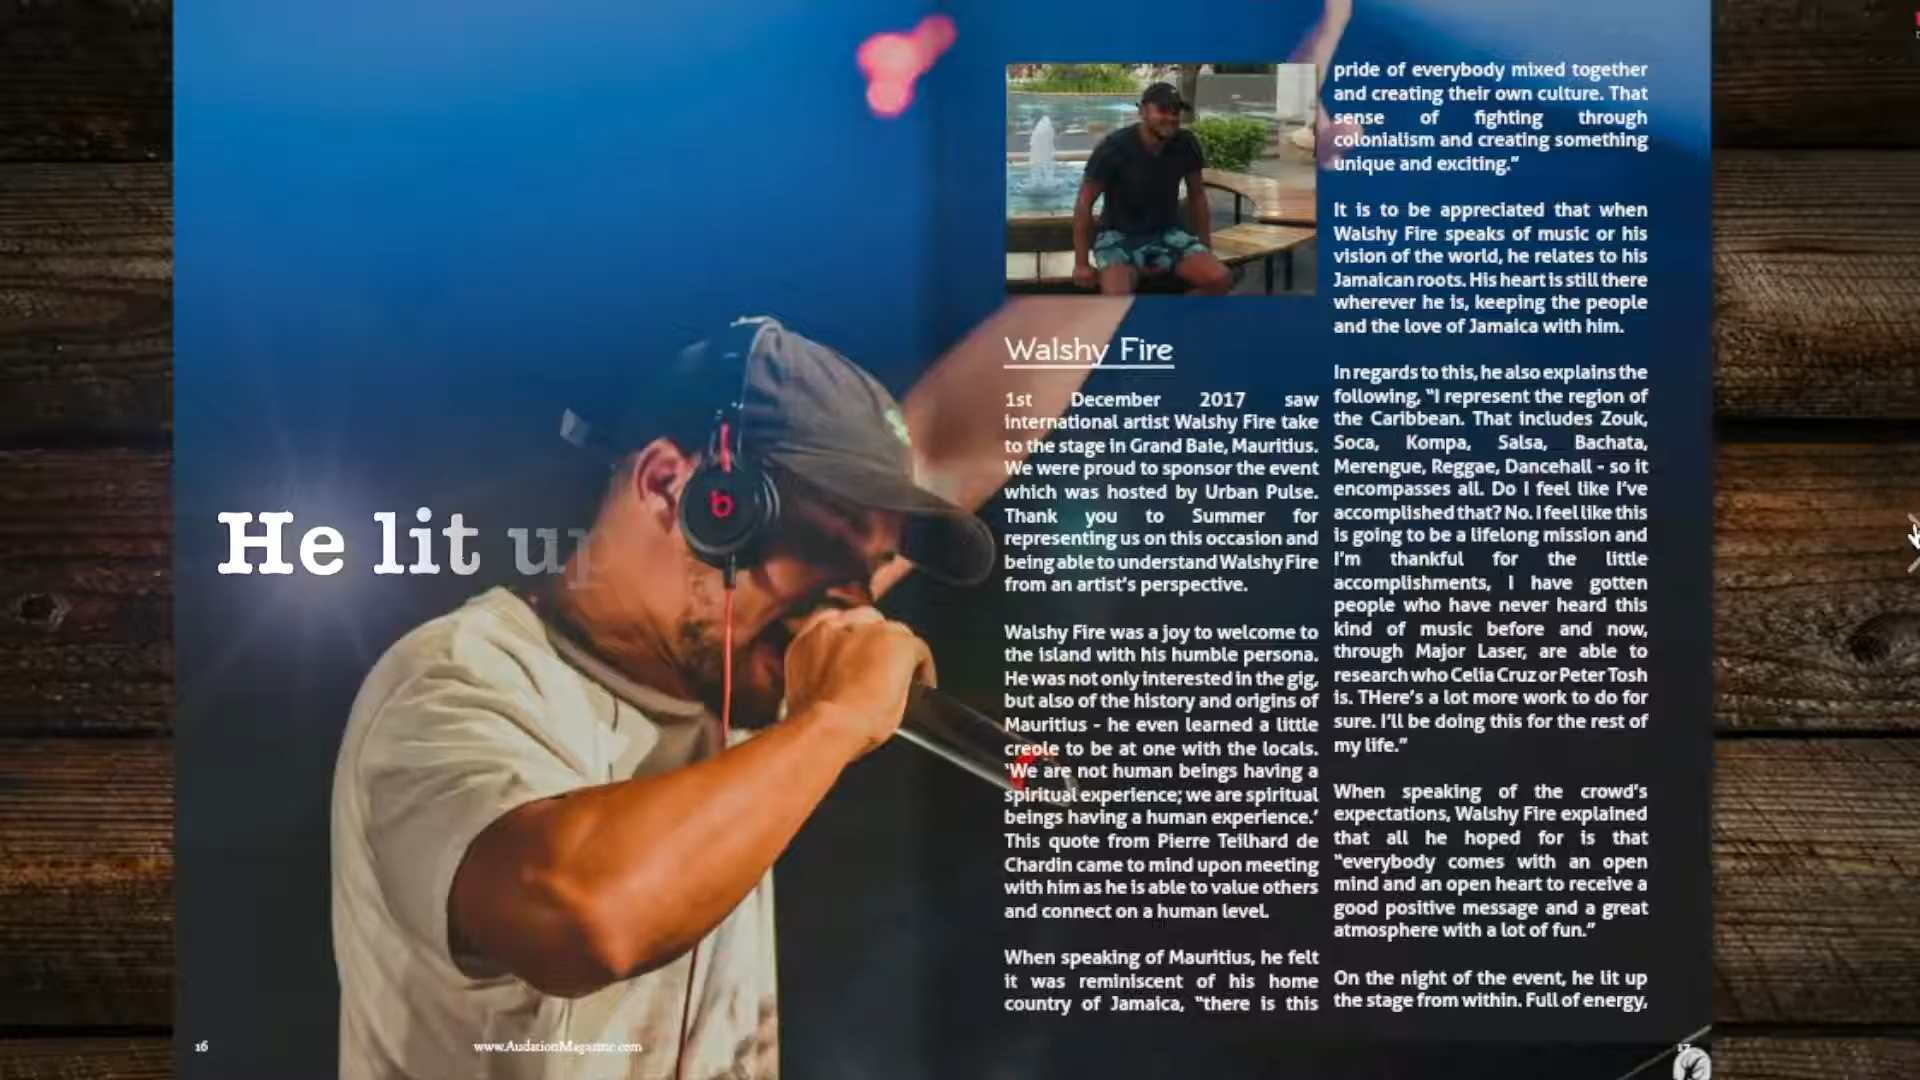 He lit up
Walshy Fire
1st December 2017 saw
international artist Walshy Fire take
to the stage in Grand Baie, Mauritius.
We were proud to sponsor the event
which was hosted by Urban Pulse.
Thank you to Summer for
representing us on this occasion and
being able to understand Walshy Fire
from an artist's perspective.
Walshy Fire was a joy to welcome to
the island with his humble persona.
He was not only interested in the gig,
but also of the history and origins of
Mauritius - he even learned a little
creole to be at one with the locals.
'We are not human beings having a
spiritual experience; we are spiritual
beings having a human experience.'
This quote from Pierre Teilhard de
Chardin came to mind upon meeting
with him as he is able to value others
and connect on a human level.
When speaking of Mauritius, he felt
it was reminiscent of his home
country of Jamaica, "there is this
pride of everybody mixed together
and creating their own culture. That
sense of fighting through
colonialism and creating something
unique and exciting."
It is to be appreciated that when
Walshy Fire speaks of music or his
vision of the world, he relates to his
Jamaican roots. His heart is still there
wherever he is, keeping the people
and the love of Jamaica with him.
In regards to this, he also explains the
following, "I represent the region of
the Caribbean. That includes Zouk,
Soca, Kompa, Salsa, Bachata,
Merengue, Reggae, Dancehall - so it
encompasses all. Do I feel like I've
accomplished that? No. I feel like this
is going to be a lifelong mission and
I'm thankful for the little
accomplishments, I have gotten
people who have never heard this
kind of music before and now,
through Major Laser, are able to
research who Celia Cruz or Peter Tosh
is. THere's a lot more work to do for
sure. I'll be doing this for the rest of
my life."
When speaking of the crowd's
expectations, Walshy Fire explained
that all he hoped for is that
"everybody comes with an open
mind and an open heart to receive a
good positive message and a great
atmosphere with a lot of fun."
On the night of the event, he lit up
the stage from within. Full of energy,
16
www.AudationMagazine.com
17